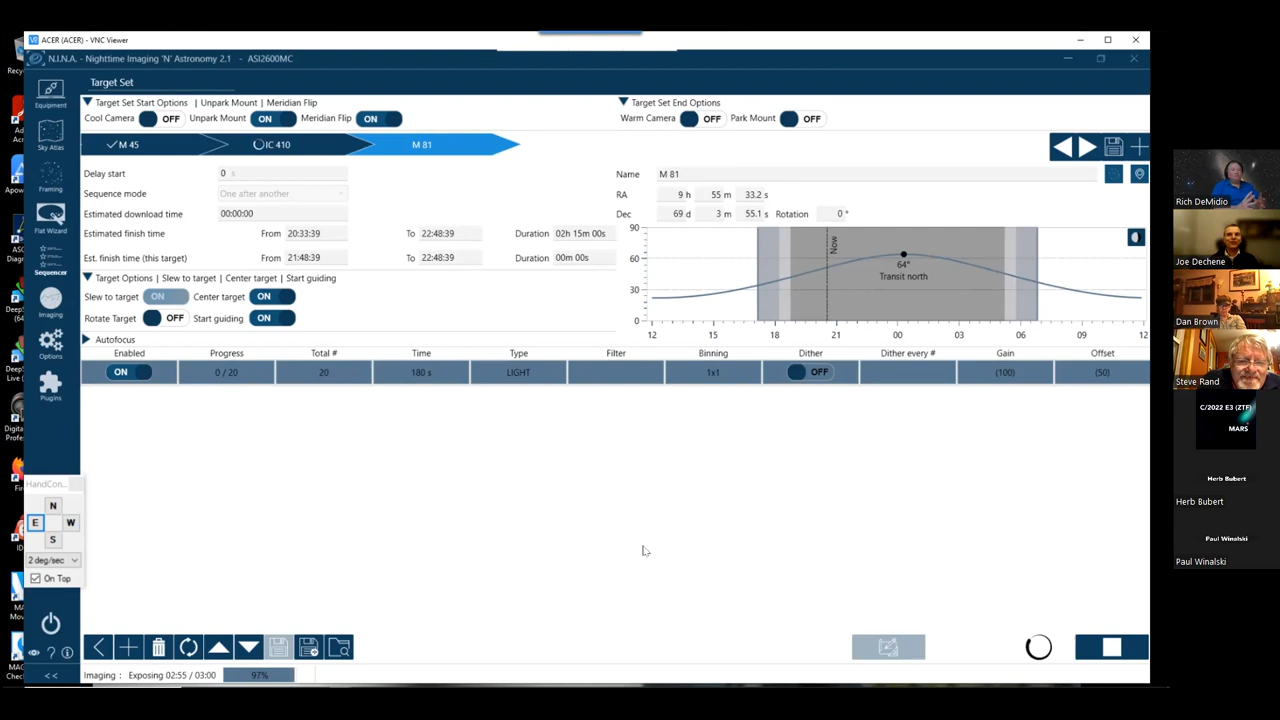 ACER (ACER) - VNC Viewer
N.I.N.A. - Nighttime Imaging 'N' Astronomy 2.1 - ASI2600MC
Target Set
Target Set Start Options | Unpark Mount | Meridian Flip
Target Set End Options
Cool Camera OFF Unpark Mount ON Meridian Flip ON
Warm Camera OFF Park Mount OFF
M 45 IC 410 M 81
Delay start 0 s
Name M 81
Sequence mode One after another
RA 9 h 55 m 33.2 s
Estimated download time 00:00:00
Dec 69 d 3 m 55.1 s Rotation 0 °
Estimated finish time From 20:33:39 To 22:48:39 Duration 02h 15m 00s
Est. finish time (this target) From 21:48:39 To 22:48:39 Duration 00m 00s
90
60
30
0
Now
64°
Transit north
12 15 18 21 00 03 06 09 12
Target Options | Slew to target | Center target | Start guiding
Slew to target ON Center target ON
Rotate Target OFF Start guiding ON
Autofocus
Enabled Progress Total # Time Type Filter Binning Dither Dither every # Gain Offset
ON 0 / 20 20 180 s LIGHT 1x1 OFF (100) (50)
Equipment
Sky Atlas
Framing
Flat Wizard
Sequencer
Imaging
Options
Plugins
HandCon...
N
E W
S
2 deg/sec
On Top
<<
Imaging : Exposing 02:55 / 03:00 97%
Rich DeMidio
Joe Dechene
Dan Brown
Steve Rand
C/2022 E3 (ZTF)
MARS
Herb Bubert
Herb Bubert
Paul Winalski
Paul Winalski